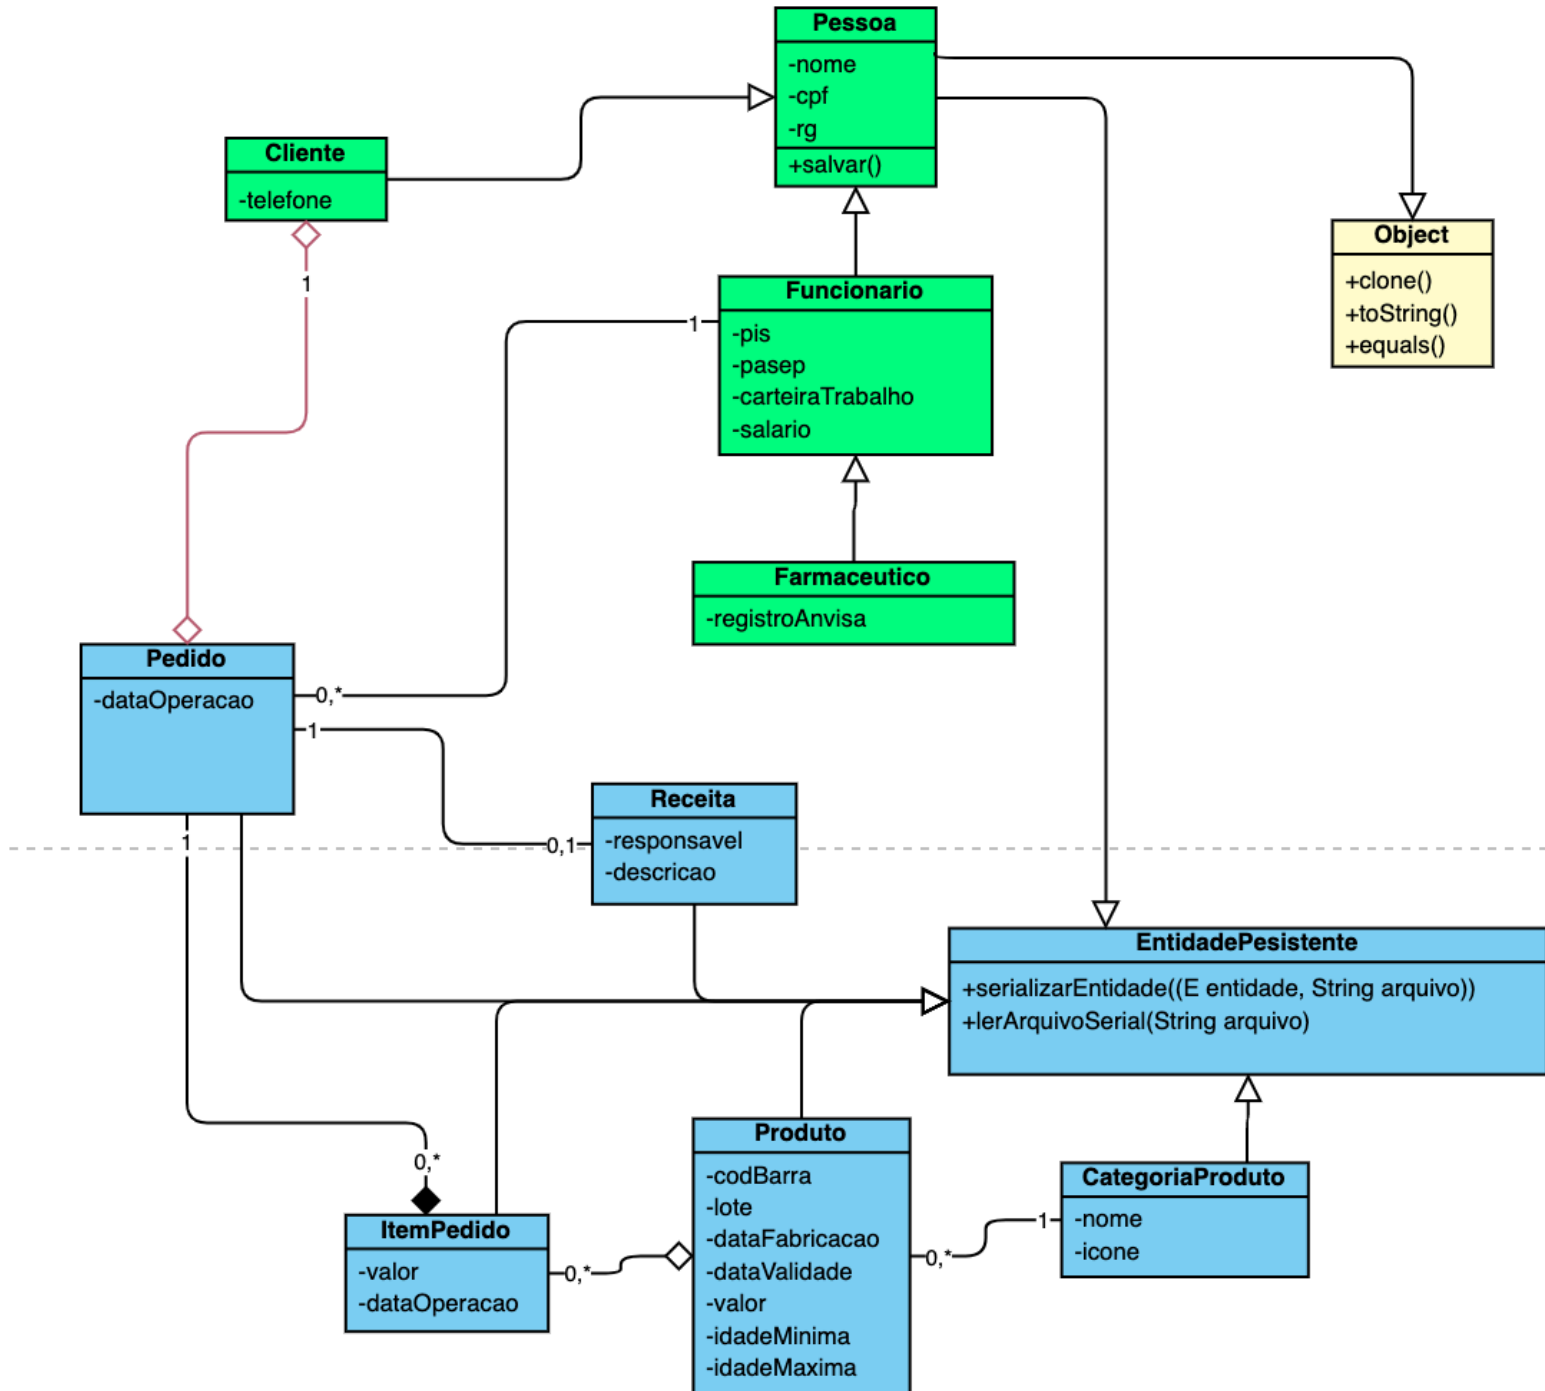 Pessoa
-nome
-cpf
-rg
+salvar()
Cliente
-telefone
1
Object
+clone()
+toString()
+equals()
Funcionario
-pis
-pasep
-carteiraTrabalho
-salario
1
Farmaceutico
-registroAnvisa
Pedido
-dataOperacao
0,*
1
1
Receita
-responsavel
-descricao
0,1
EntidadePesistente
+serializarEntidade((E entidade, String arquivo))
+lerArquivoSerial(String arquivo)
0,*
ItemPedido
-valor
-dataOperacao
0,*
Produto
-codBarra
-lote
-dataFabricacao
-dataValidade
-valor
-idadeMinima
-idadeMaxima
0,*
1
CategoriaProduto
-nome
-icone